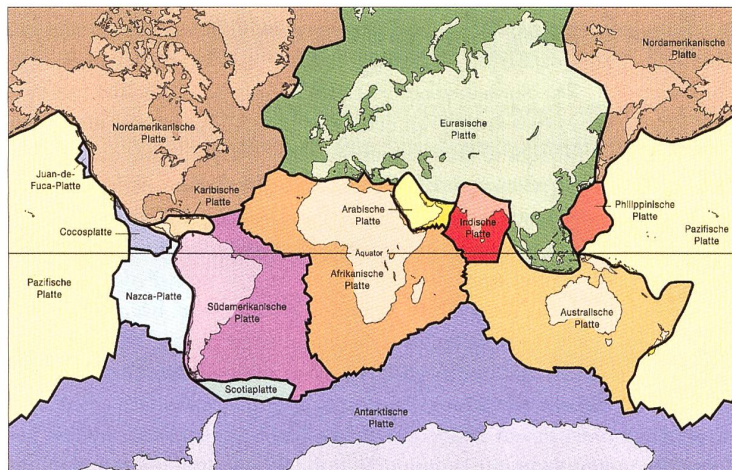 Nordamerikanische
Platte
Eurasische
Platte
Nordamerikanische
Platte
Juan-de-
Fuca-Platte
Karibische
Platte
Arabische
Platte
Indische
Platte
Philippinische
Platte
Cocosplatte
Pazifische
Platte
Äquator
Pazifische
Platte
Nazca-Platte
Südamerikanische
Platte
Afrikanische
Platte
Australische
Platte
Scotiaplatte
Antarktische
Platte